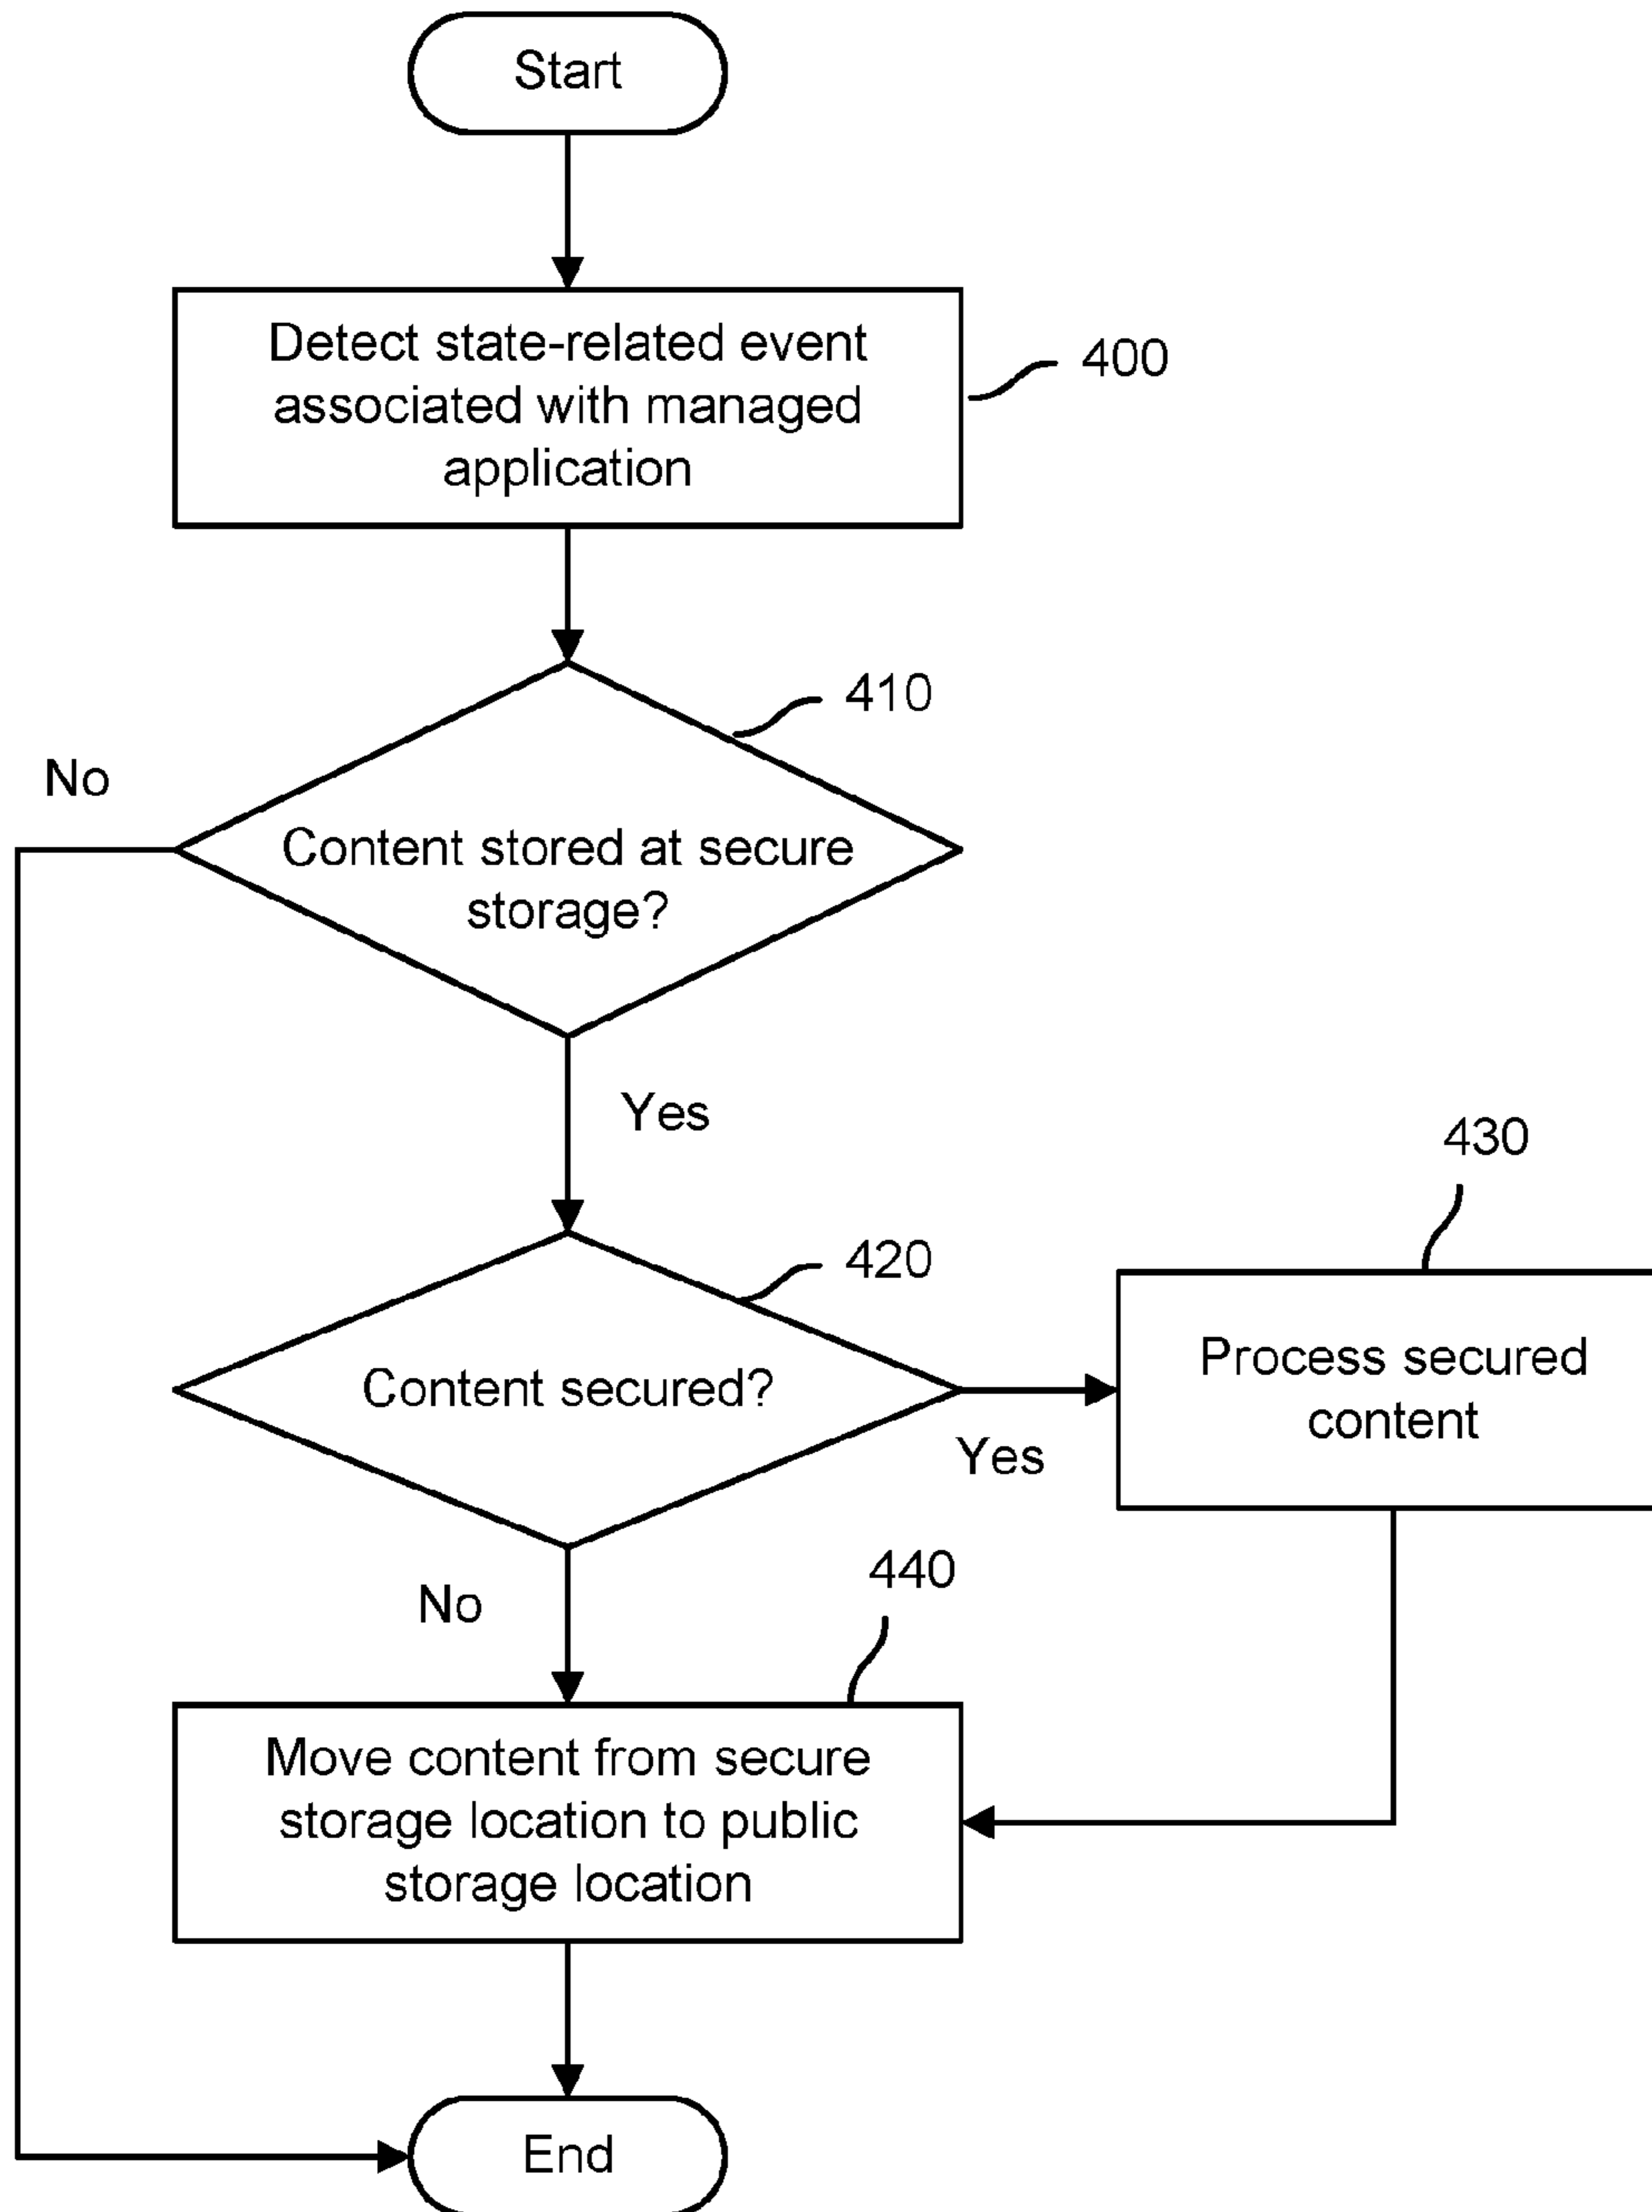 Start
Detect state-related event
associated with managed
application
400
410
No
Content stored at secure
storage?
Yes
430
420
Content secured?
Process secured
content
Yes
440
No
Move content from secure
storage location to public
storage location
End